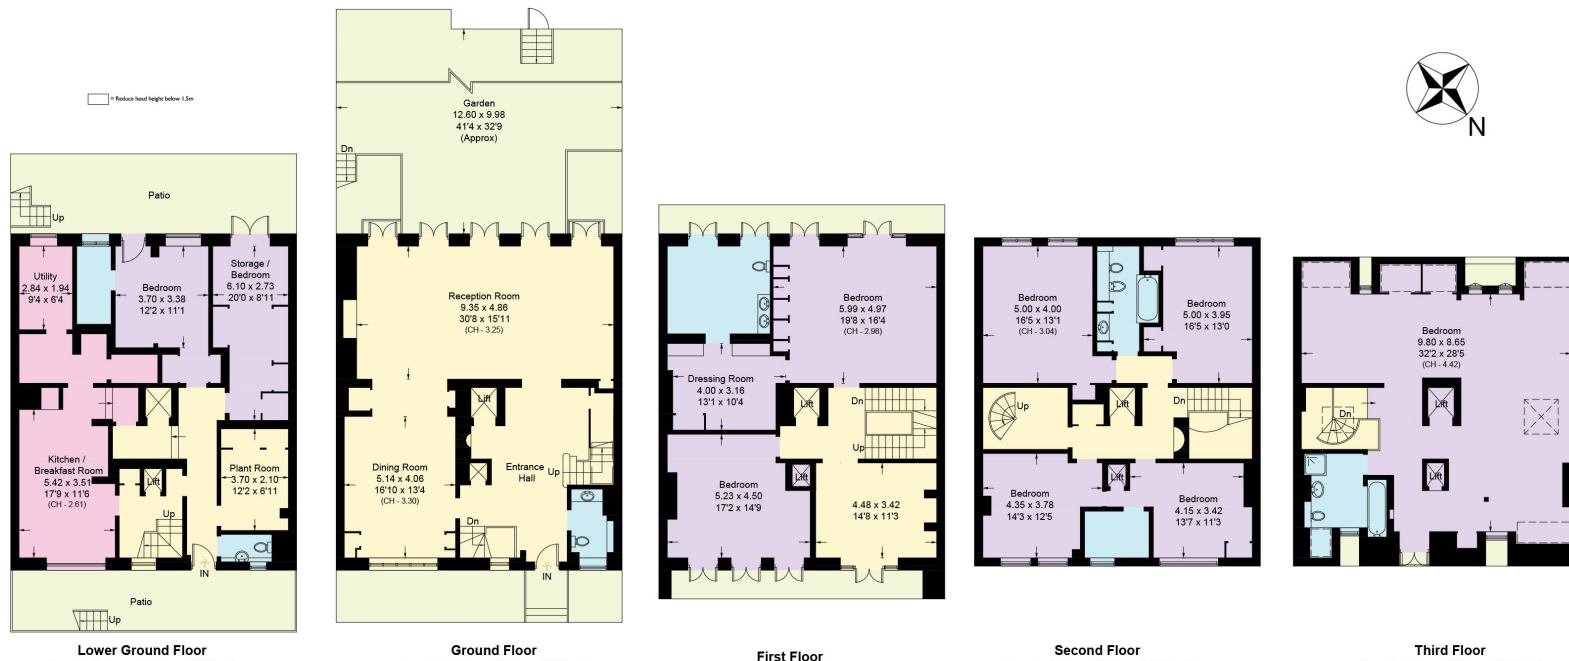 = Reduce head height below 1.5m
N
Patio
Up
Utility
2.84 x 1.94
9'4 x 6'4
Bedroom
3.70 x 3.38
12'2 x 11'1
Storage /
Bedroom
6.10 x 2.73
20'0 x 8'11
Kitchen /
Breakfast Room
5.42 x 3.51
17'9 x 11'6
(CH - 2.61)
Lift
Up
Plant Room
3.70 x 2.10
12'2 x 6'11
IN
Patio
Up
Lower Ground Floor
Garden
12.60 x 9.98
41'4 x 32'9
(Approx)
Dn
Reception Room
9.35 x 4.86
30'8 x 15'11
(CH - 3.25)
Lift
Dining Room
5.14 x 4.06
16'10 x 13'4
(CH - 3.30)
Entrance
Hall
Up
Dn
IN
Ground Floor
Bedroom
5.99 x 4.97
19'8 x 16'4
(CH - 2.98)
Dressing Room
4.00 x 3.16
13'1 x 10'4
Lift
Dn
Up
Lift
Bedroom
5.23 x 4.50
17'2 x 14'9
4.48 x 3.42
14'8 x 11'3
First Floor
Bedroom
5.00 x 4.00
16'5 x 13'1
(CH - 3.04)
Bedroom
5.00 x 3.95
16'5 x 13'0
Up
Lift
Dn
Lift
Bedroom
4.35 x 3.78
14'3 x 12'5
Bedroom
4.15 x 3.42
13'7 x 11'3
Second Floor
Bedroom
9.80 x 8.65
32'2 x 28'5
(CH - 4.42)
Dn
Lift
Lift
Third Floor